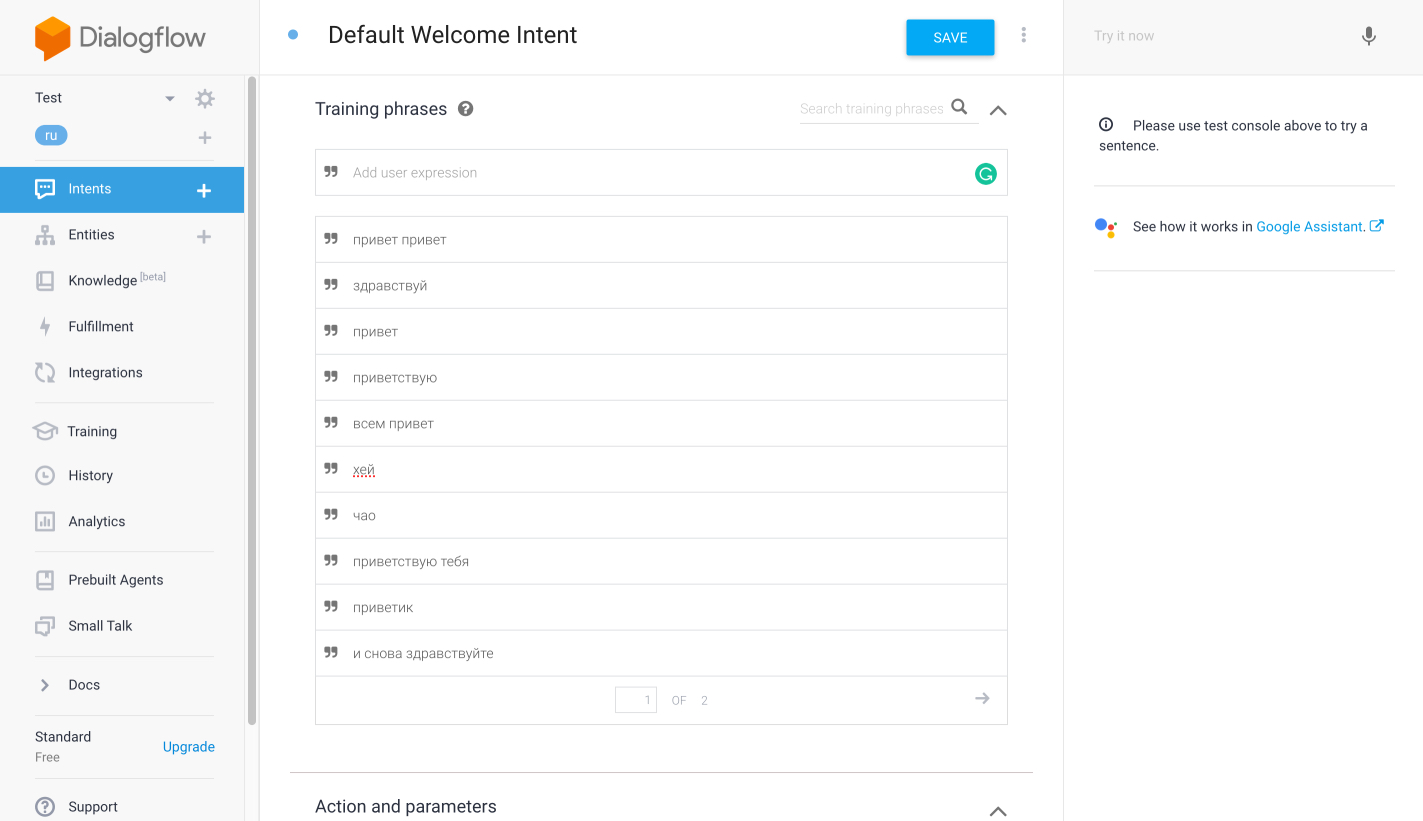 Dialogflow
Default Welcome Intent
SAVE
Try it now
Test
ru
Intents
Entities
Knowledge [beta]
Fulfillment
Integrations
Training
History
Analytics
Prebuilt Agents
Small Talk
Docs
Standard
Free
Upgrade
Support
Training phrases
Search training phrases
Add user expression
привет привет
здравствуй
привет
приветствую
всем привет
хей
чао
приветствую тебя
приветик
и снова здравствуйте
1 OF 2
Action and parameters
Please use test console above to try a
sentence.
See how it works in Google Assistant.